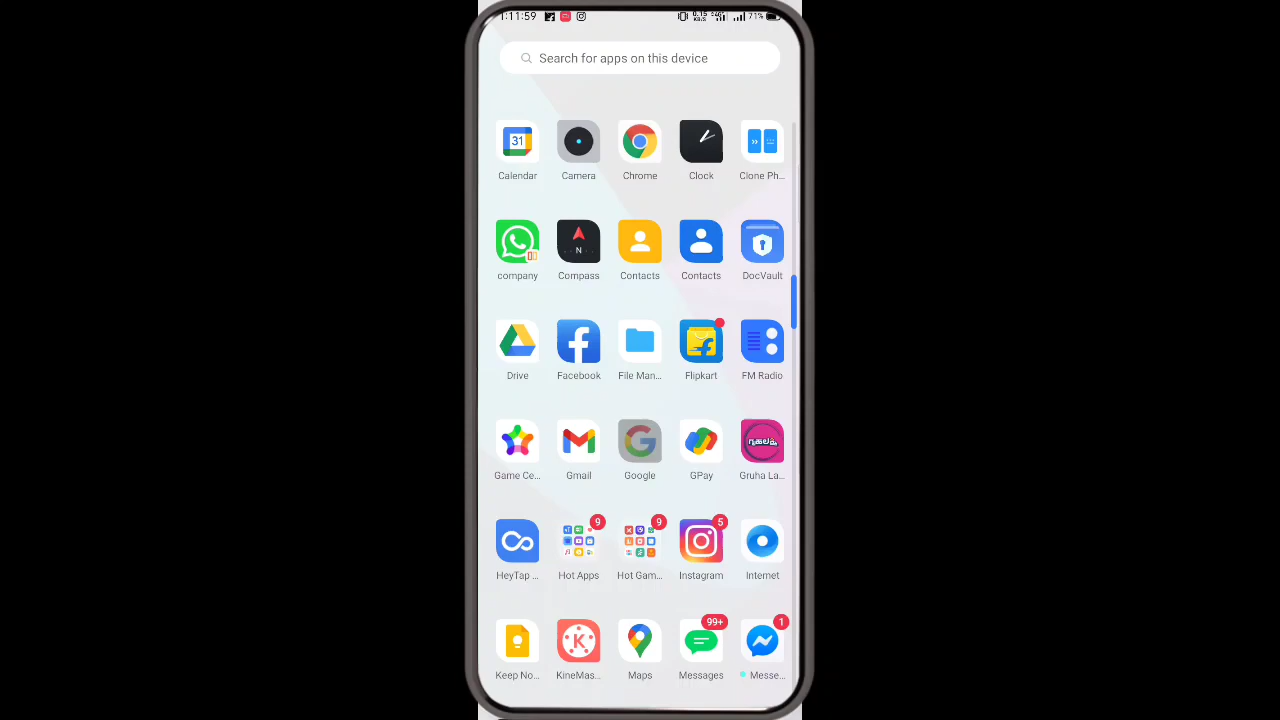 1:11:59 71%
Search for apps on this device
31
Calendar Camera Chrome Clock Clone Ph...
N
company Compass Contacts Contacts DocVault
Drive Facebook File Man... Flipkart FM Radio
Game Ce... Gmail Google GPay Gruha La...
9 9 5
HeyTap ... Hot Apps Hot Gam... Instagram Internet
99+ 1
K
Keep No... KineMas... Maps Messages Messe...